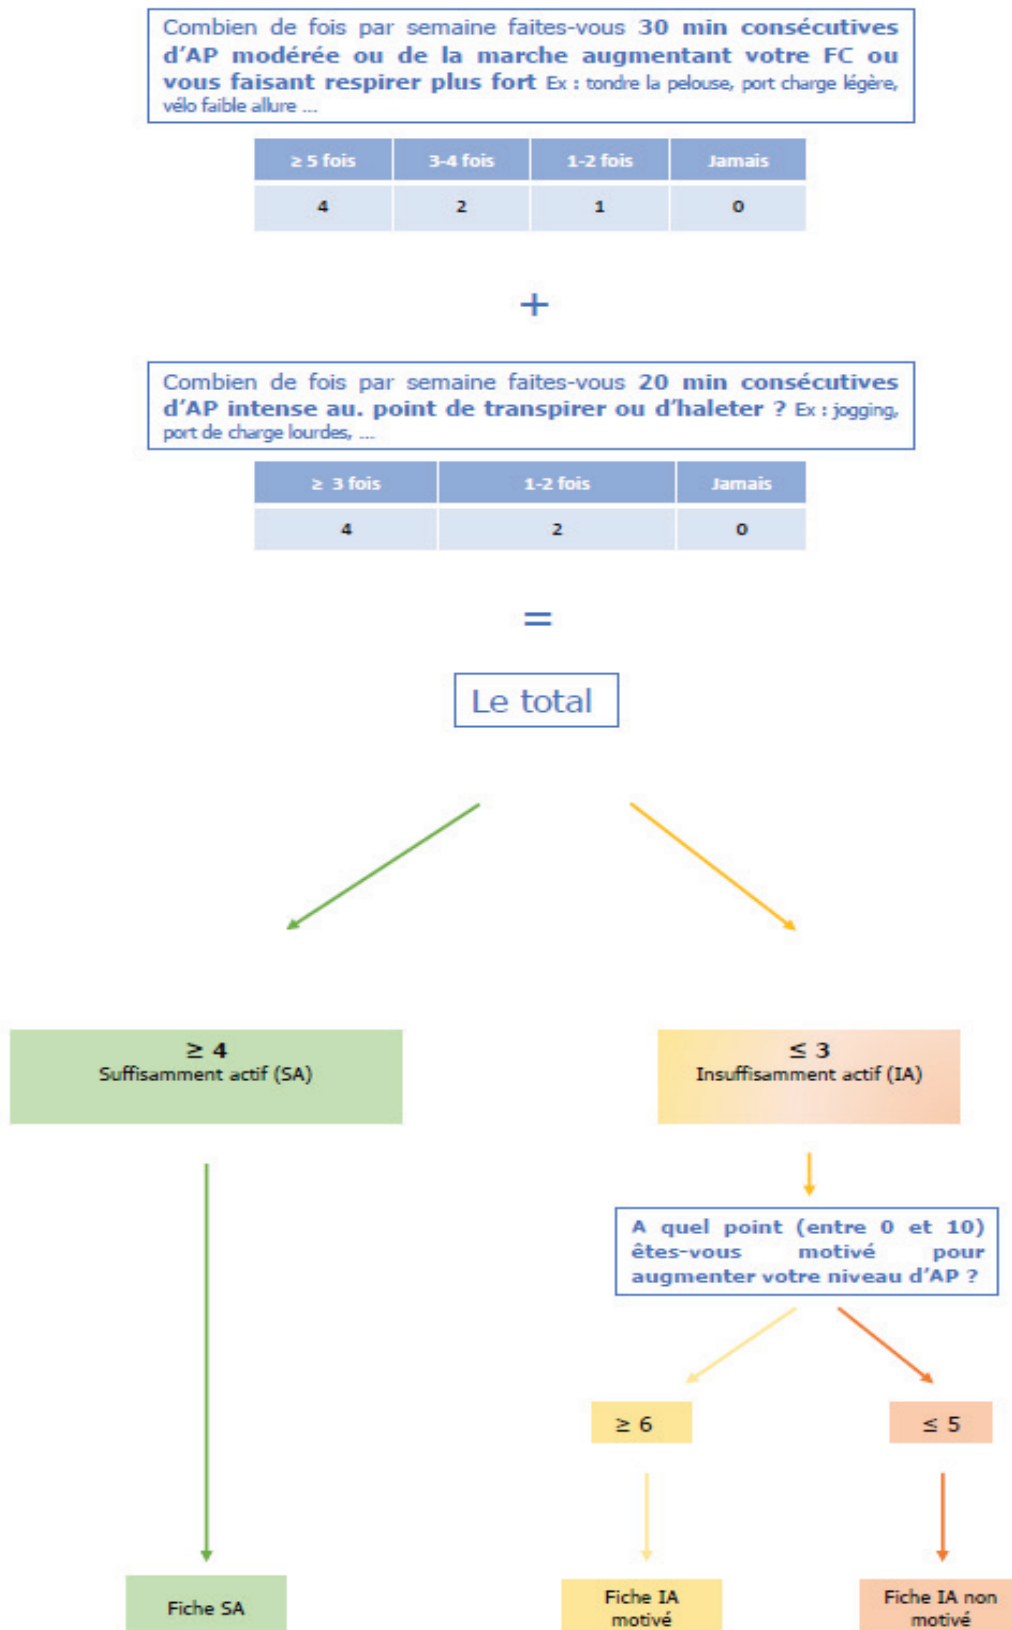 Combien de fois par semaine faites-vous 30 min consécutives
d’AP modérée ou de la marche augmentant votre FC ou
vous faisant respirer plus fort Ex : tondre la pelouse, port charge légère,
vélo faible allure ...
≥ 5 fois 3-4 fois 1-2 fois Jamais
4 2 1 0
+
Combien de fois par semaine faites-vous 20 min consécutives
d’AP intense au. point de transpirer ou d’haleter ? Ex : jogging,
port de charge lourdes, ...
≥ 3 fois 1-2 fois Jamais
4 2 0
=
Le total
≥ 4
Suffisamment actif (SA)
≤ 3
Insuffisamment actif (IA)
A quel point (entre 0 et 10)
êtes-vous motivé pour
augmenter votre niveau d’AP ?
≥ 6
≤ 5
Fiche SA
Fiche IA
motivé
Fiche IA non
motivé